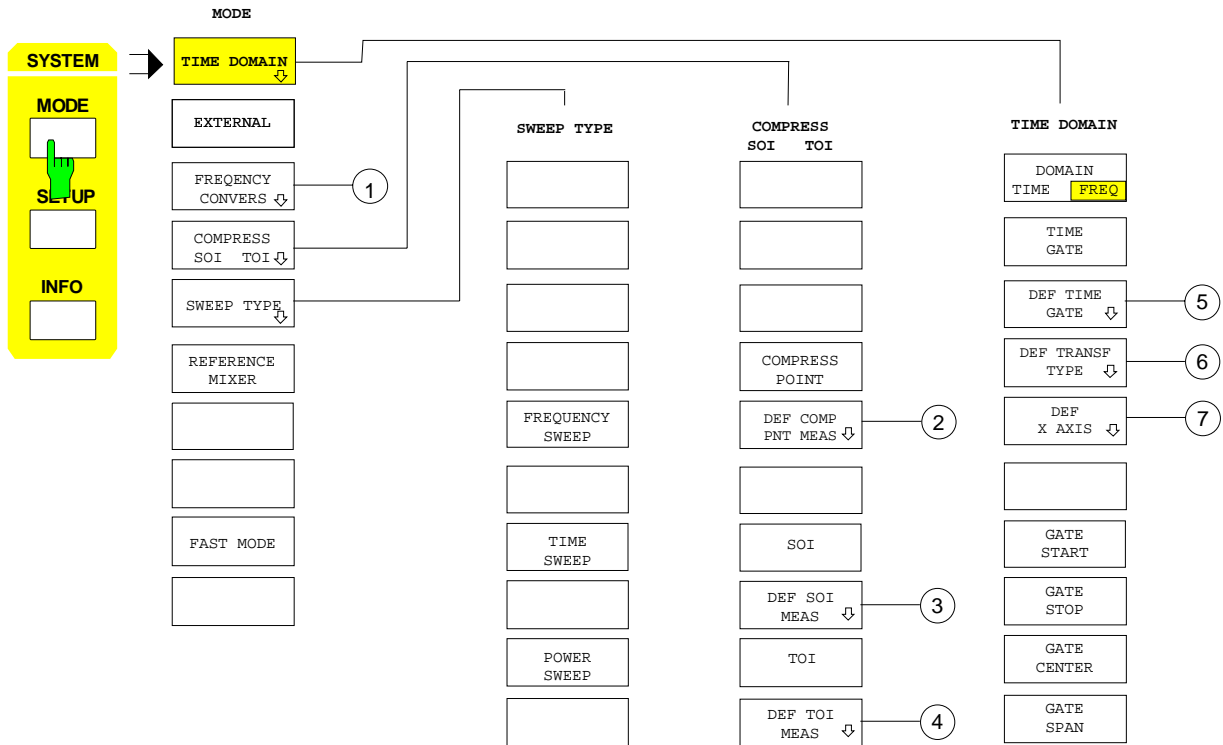 MODE
SYSTEM
MODE
SETUP
INFO
TIME DOMAIN
EXTERNAL
FREQENCY
CONVERS
1
COMPRESS
SOI TOI
SWEEP TYPE
REFERENCE
MIXER
FAST MODE
SWEEP TYPE
FREQUENCY
SWEEP
TIME
SWEEP
POWER
SWEEP
COMPRESS
SOI TOI
COMPRESS
POINT
DEF COMP
PNT MEAS
2
SOI
DEF SOI
MEAS
3
TOI
DEF TOI
MEAS
4
TIME DOMAIN
DOMAIN
TIME FREQ
TIME
GATE
DEF TIME
GATE
5
DEF TRANSF
TYPE
6
DEF
X AXIS
7
GATE
START
GATE
STOP
GATE
CENTER
GATE
SPAN